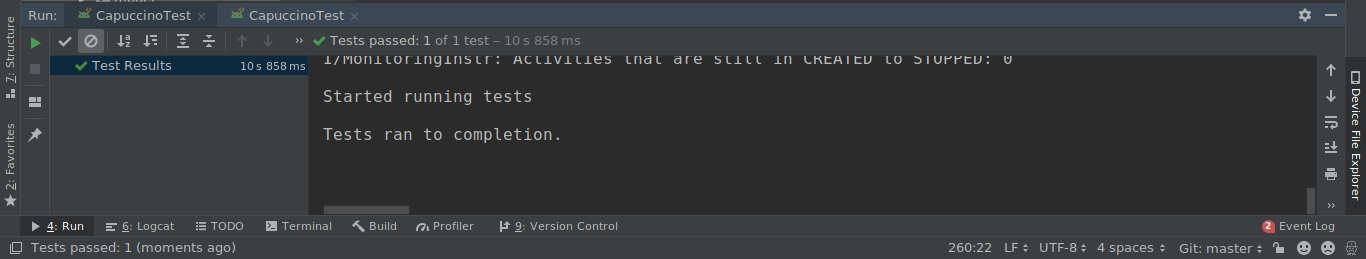 Run: CapuccinoTest × CapuccinoTest ×
Tests passed: 1 of 1 test – 10 s 858 ms
Test Results 10 s 858 ms
I/MonitoringInstr: Activities that are still in CREATED to STOPPED: 0
Started running tests
Tests ran to completion.
7: Structure
2: Favorites
Device File Explorer
4: Run 6: Logcat TODO Terminal Build Profiler 9: Version Control 2 Event Log
Tests passed: 1 (moments ago) 260:22 LF UTF-8 4 spaces Git: master